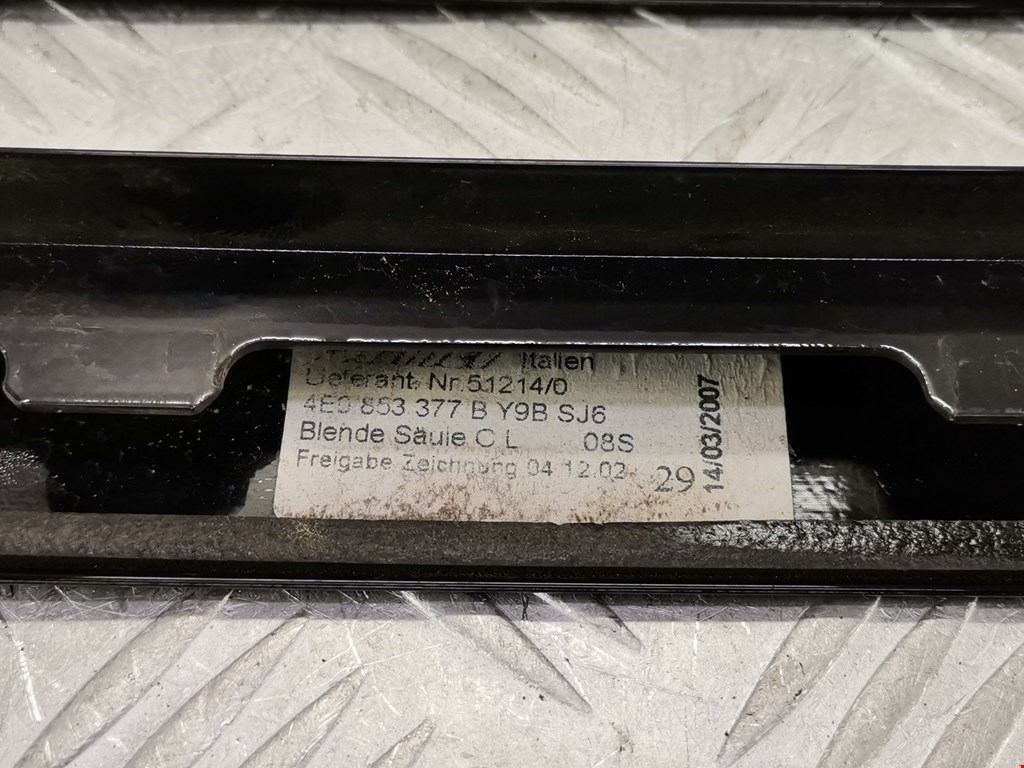 Italien
Lieferant. Nr.51214/0
4E0 853 377 B Y9B SJ6
Blende Säule C L 08S
Freigabe Zeichnung 04.12.02
29
14/03/2007